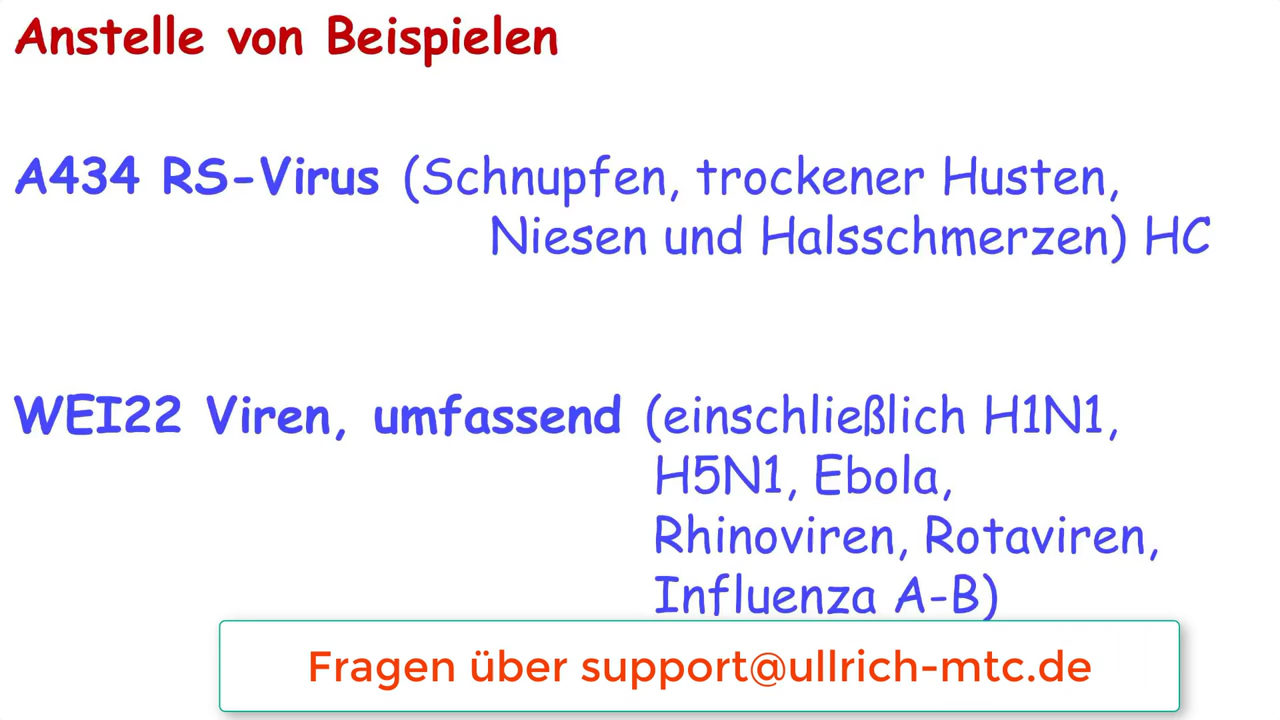 Anstelle von Beispielen
A434 RS-Virus (Schnupfen, trockener Husten,
Niesen und Halsschmerzen) HC
WEI22 Viren, umfassend (einschließlich H1N1,
H5N1, Ebola,
Rhinoviren, Rotaviren,
Influenza A-B)
Fragen über support@ullrich-mtc.de